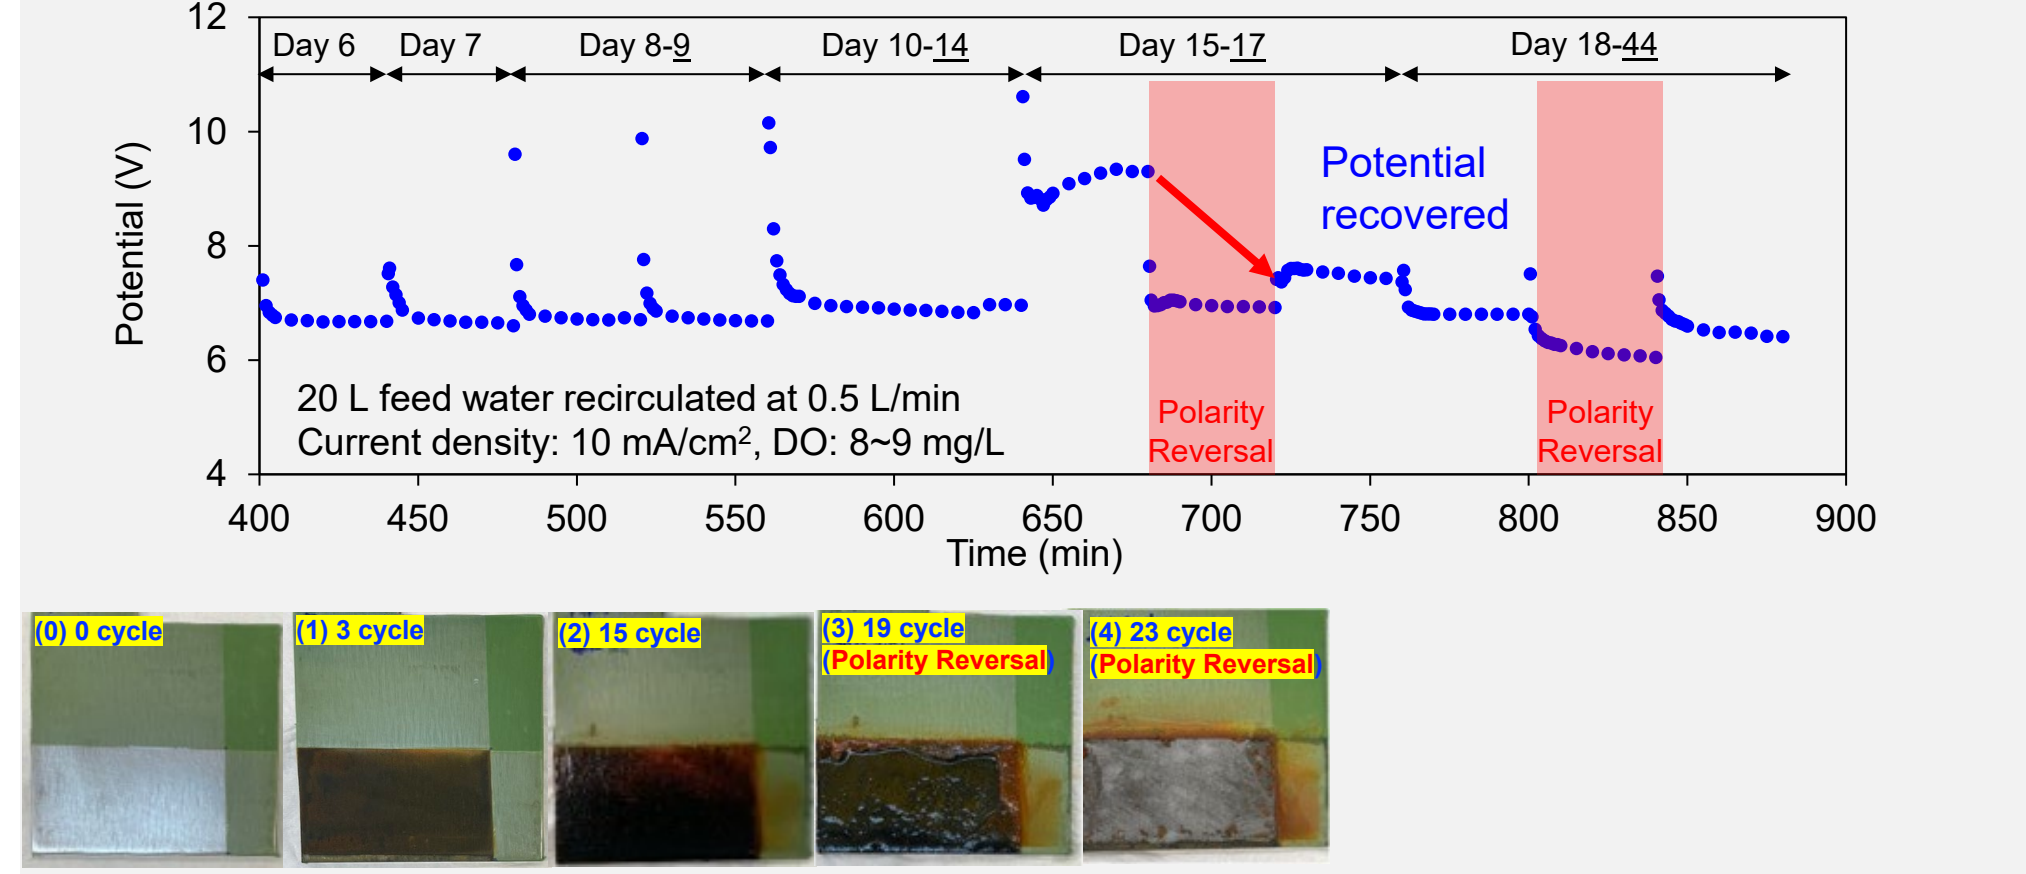 12
Day 6
Day 7
Day 8-9
Day 10-14
Day 15-17
Day 18-44
10
Potential
recovered
8
Potential (V)
6
20 L feed water recirculated at 0.5 L/min
Current density: 10 mA/cm², DO: 8~9 mg/L
Polarity
Reversal
Polarity
Reversal
4
400
450
500
550
600
650
700
750
800
850
900
Time (min)
(0) 0 cycle
(1) 3 cycle
(2) 15 cycle
(3) 19 cycle
(Polarity Reversal)
(4) 23 cycle
(Polarity Reversal)